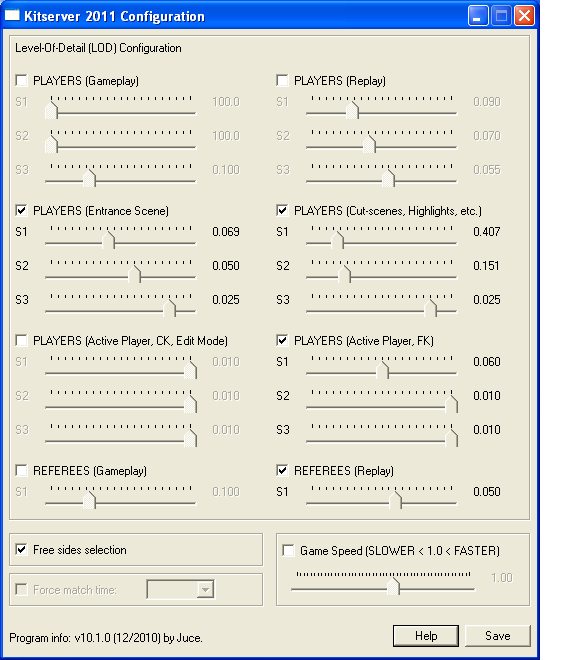 Kitserver 2011 Configuration
Level-Of-Detail (LOD) Configuration
PLAYERS (Gameplay)
S1 100.0
S2 100.0
S3 0.100
PLAYERS (Replay)
S1 0.090
S2 0.070
S3 0.055
PLAYERS (Entrance Scene)
S1 0.069
S2 0.050
S3 0.025
PLAYERS (Cut-scenes, Highlights, etc.)
S1 0.407
S2 0.151
S3 0.025
PLAYERS (Active Player, CK, Edit Mode)
S1 0.010
S2 0.010
S3 0.010
PLAYERS (Active Player, FK)
S1 0.060
S2 0.010
S3 0.010
REFEREES (Gameplay)
S1 0.100
REFEREES (Replay)
S1 0.050
Free sides selection
Force match time:
Game Speed (SLOWER < 1.0 < FASTER)
1.00
Program info: v10.1.0 (12/2010) by Juce.
Help
Save